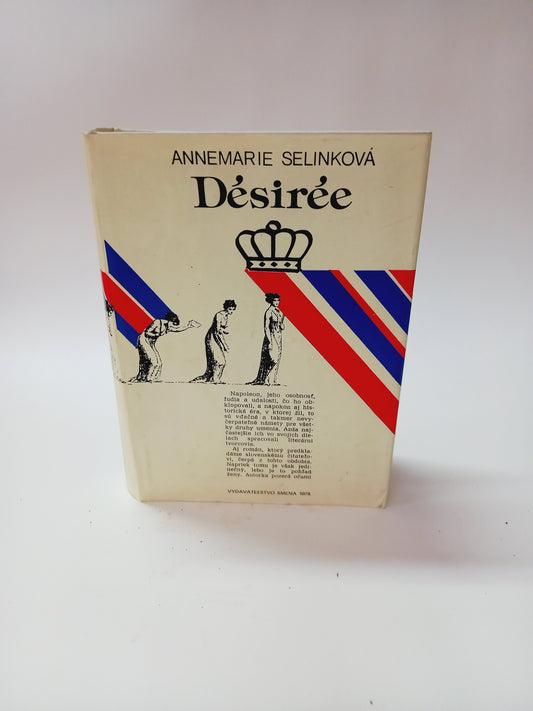 ANNEMARIE SELINKOVÁ
Désirée
Napoleon, jeho osobnosť,
ľudia a udalosti, čo ho ob-
klopovali, a napokon aj his-
torická éra, v ktorej žil, to
sú vďačné a takmer nevy-
čerpateľné námety pre všet-
ky druhy umenia. Azda naj-
častejšie ich vo svojich die-
lach spracovali literárni
tvorcovia.
Aj román, ktorý predkla-
dáme slovenskému čitateľo-
vi, čerpá z tohto obdobia.
Napriek tomu je však jedi-
nečný, lebo je to pohľad
ženy. Autorka pozerá očami
VYDAVATEĽSTVO SMENA 1978